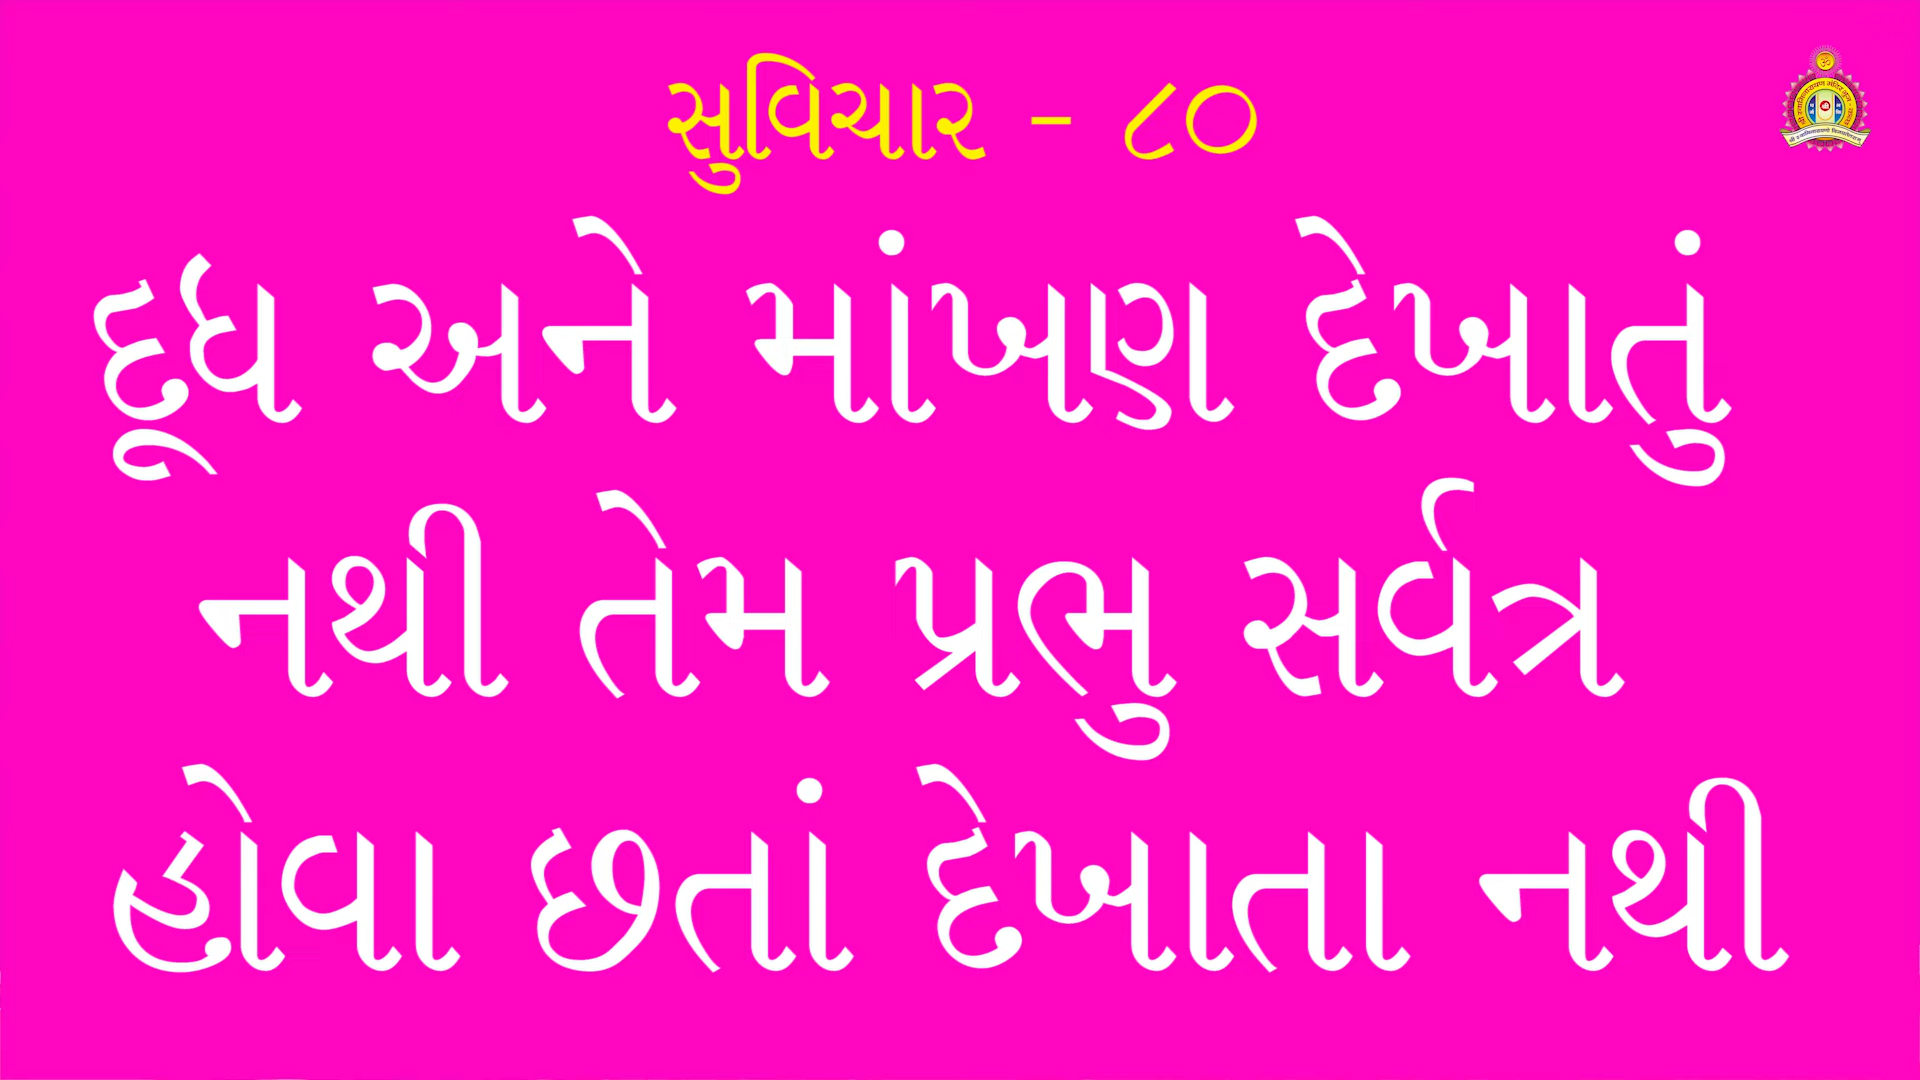 સુવિચાર - ૮૦
દૂધ અને માંખણ દેખાતું
નથી તેમ પ્રભુ સર્વત્ર
હોવા છતાં દેખાતા નથી